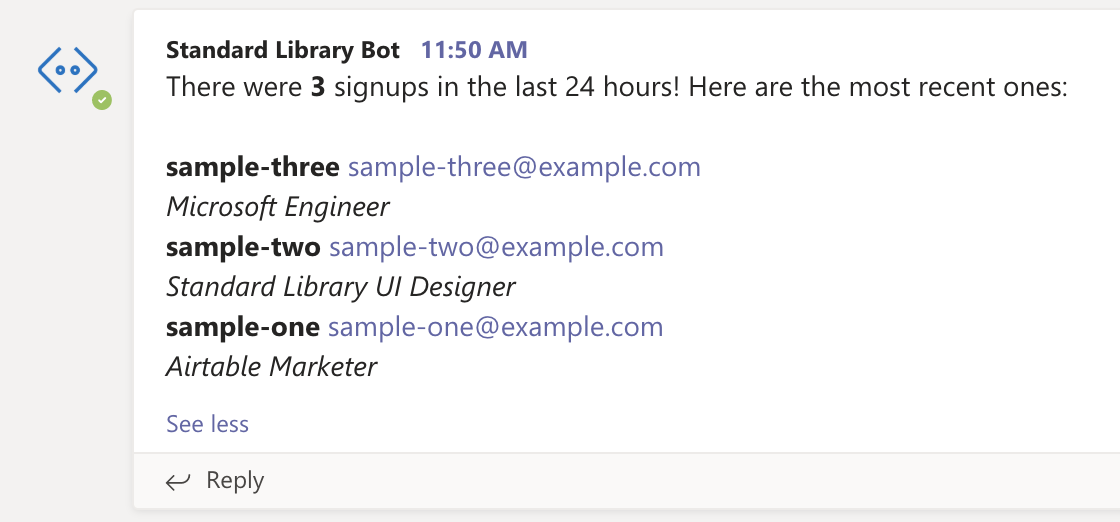 Standard Library Bot 11:50 AM
There were 3 signups in the last 24 hours! Here are the most recent ones:
sample-three sample-three@example.com
Microsoft Engineer
sample-two sample-two@example.com
Standard Library UI Designer
sample-one sample-one@example.com
Airtable Marketer
See less
Reply